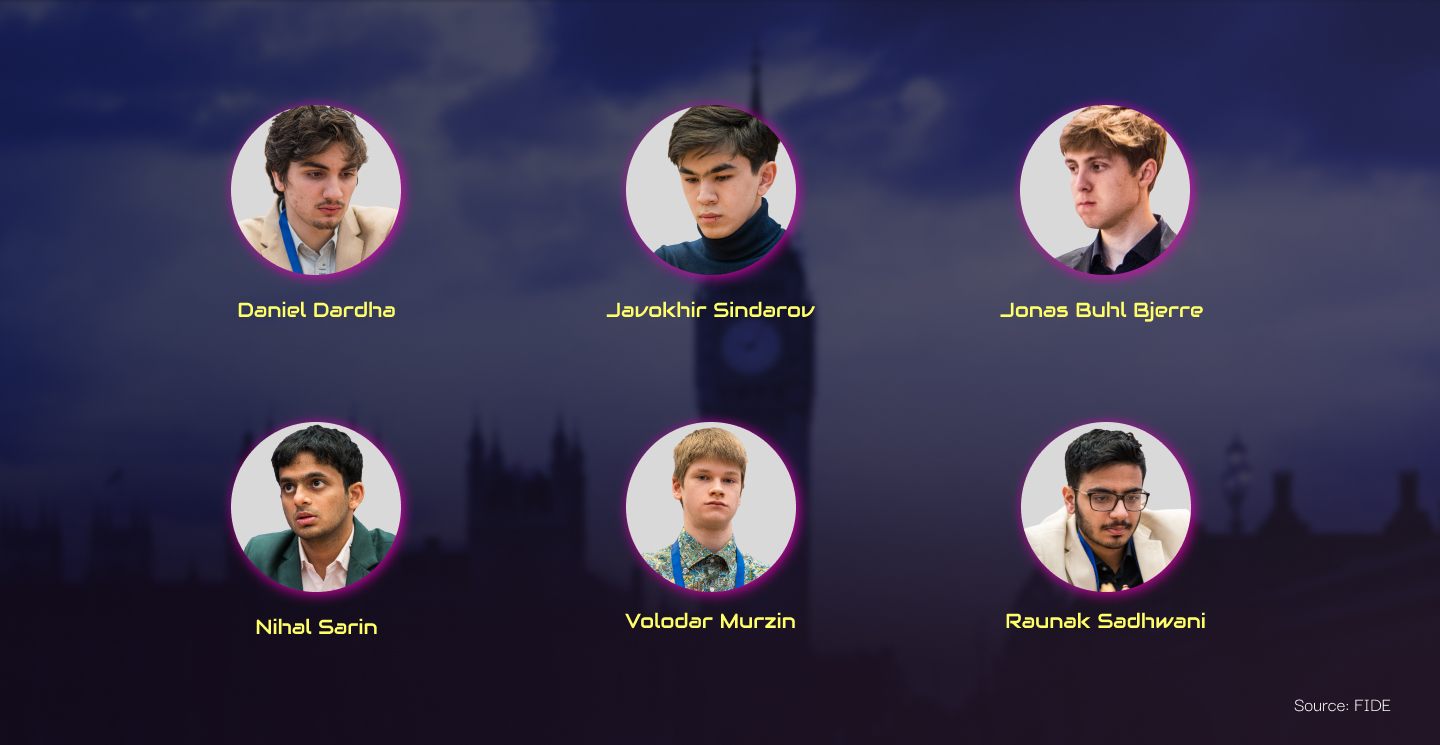 Daniel Dardha
Javokhir Sindarov
Jonas Buhl Bjerre
Nihal Sarin
Volodar Murzin
Raunak Sadhwani
Source: FIDE